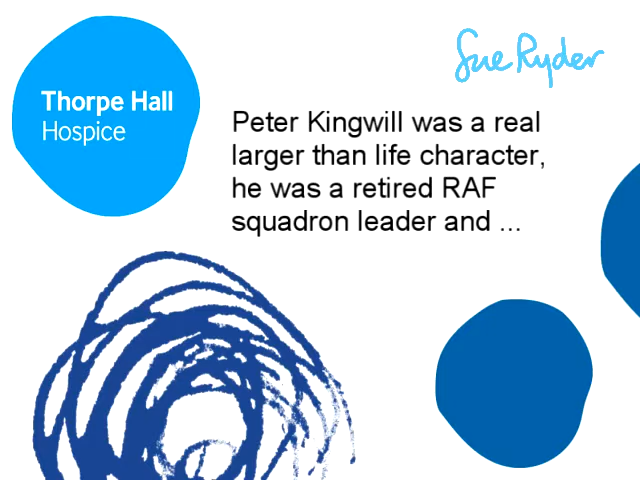 Sue Ryder
Thorpe Hall
Hospice
Peter Kingwill was a real
larger than life character,
he was a retired RAF
squadron leader and ...